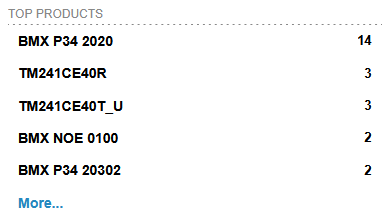 TOP PRODUCTS
BMX P34 2020 14
TM241CE40R 3
TM241CE40T_U 3
BMX NOE 0100 2
BMX P34 20302 2
More...